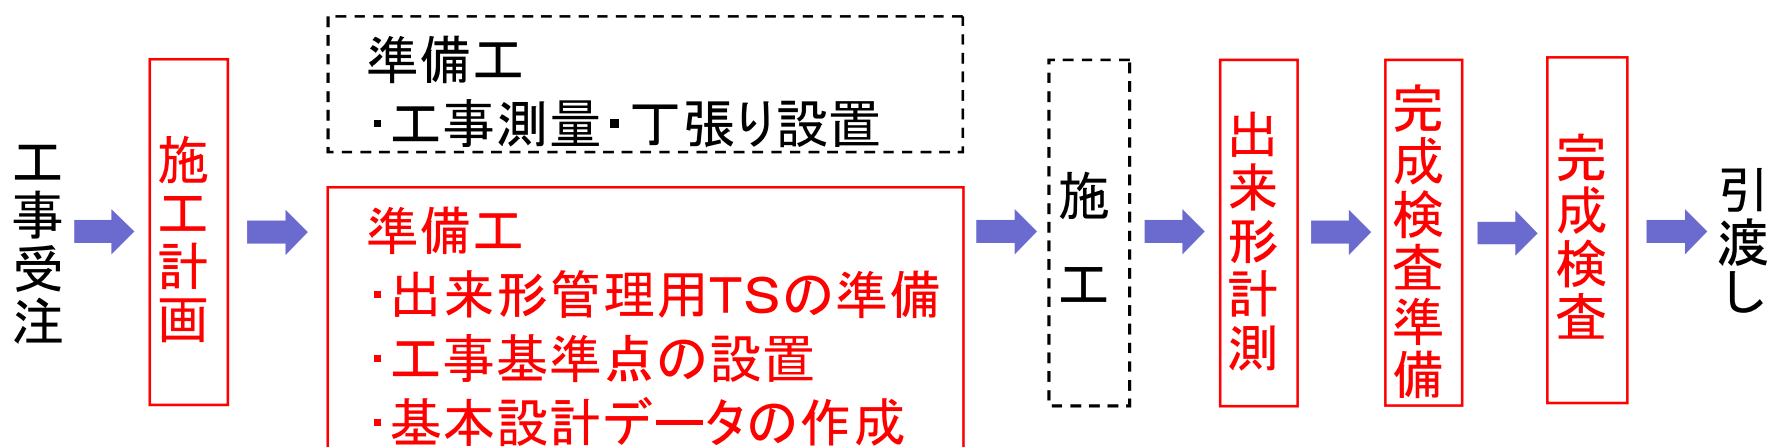 工事受注
施工計画
準備工
・工事測量・丁張り設置
準備工
・出来形管理用TSの準備
・工事基準点の設置
・基本設計データの作成
施工
出来形計測
完成検査準備
完成検査
引渡し